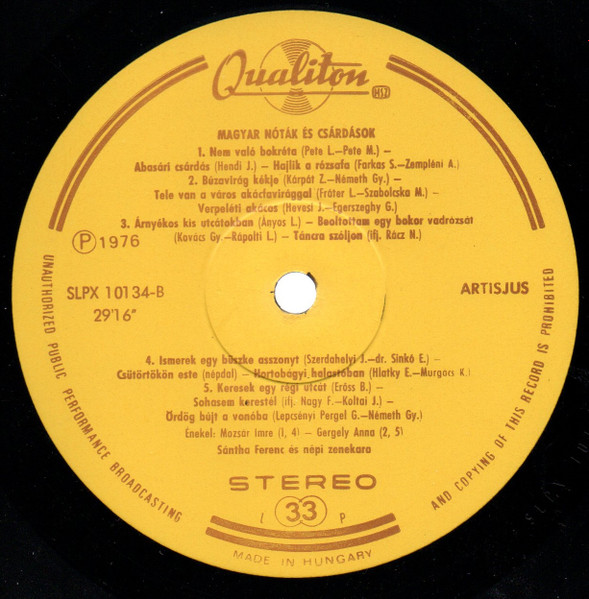 Qualiton
MSZ
MAGYAR NÓTÁK ÉS CSÁRDÁSOK
1. Nem való bokréta (Pete L.—Pete M.) —
Abasári csárdás (Hendi J.) — Hajlik a rózsafa (Farkas S.—Zempléni A.)
2. Búzavirág kékje (Kárpát Z.—Németh Gy.) —
Tele van a város akácfavirággal (Fráter L.—Szabolcska M.) —
Verpeléti akácos (Hevesi J.—Egerszeghy G.)
3. Árnyékos kis utcátokban (Ányos L.) — Beoltottam egy bokor vadrózsát
(Kovács Gy.—Rápolti L.) — Táncra szóljon (ifj. Rácz N.)
P 1976
SLPX 10134-B
29'16"
ARTISJUS
4. Ismerek egy büszke asszonyt (Szerdahelyi J.—dr. Sinkó E.) —
Csütörtökön este (népdal) — Hortobágyi halastóban (Hlatky E.—Murgács K.)
5. Keresek egy régi utcát (Erőss B.) —
Sohasem kerestél (ifj. Nagy F.—Koltai J.) —
Ördög bújt a vonóba (Lepcsényi Pergel G.—Németh Gy.)
Énekel: Mozsár Imre (1, 4) — Gergely Anna (2, 5)
Sántha Ferenc és népi zenekara
STEREO
l 33 P
MADE IN HUNGARY
UNAUTHORIZED PUBLIC PERFORMANCE BROADCASTING
AND COPYING OF THIS RECORD IS PROHIBITED